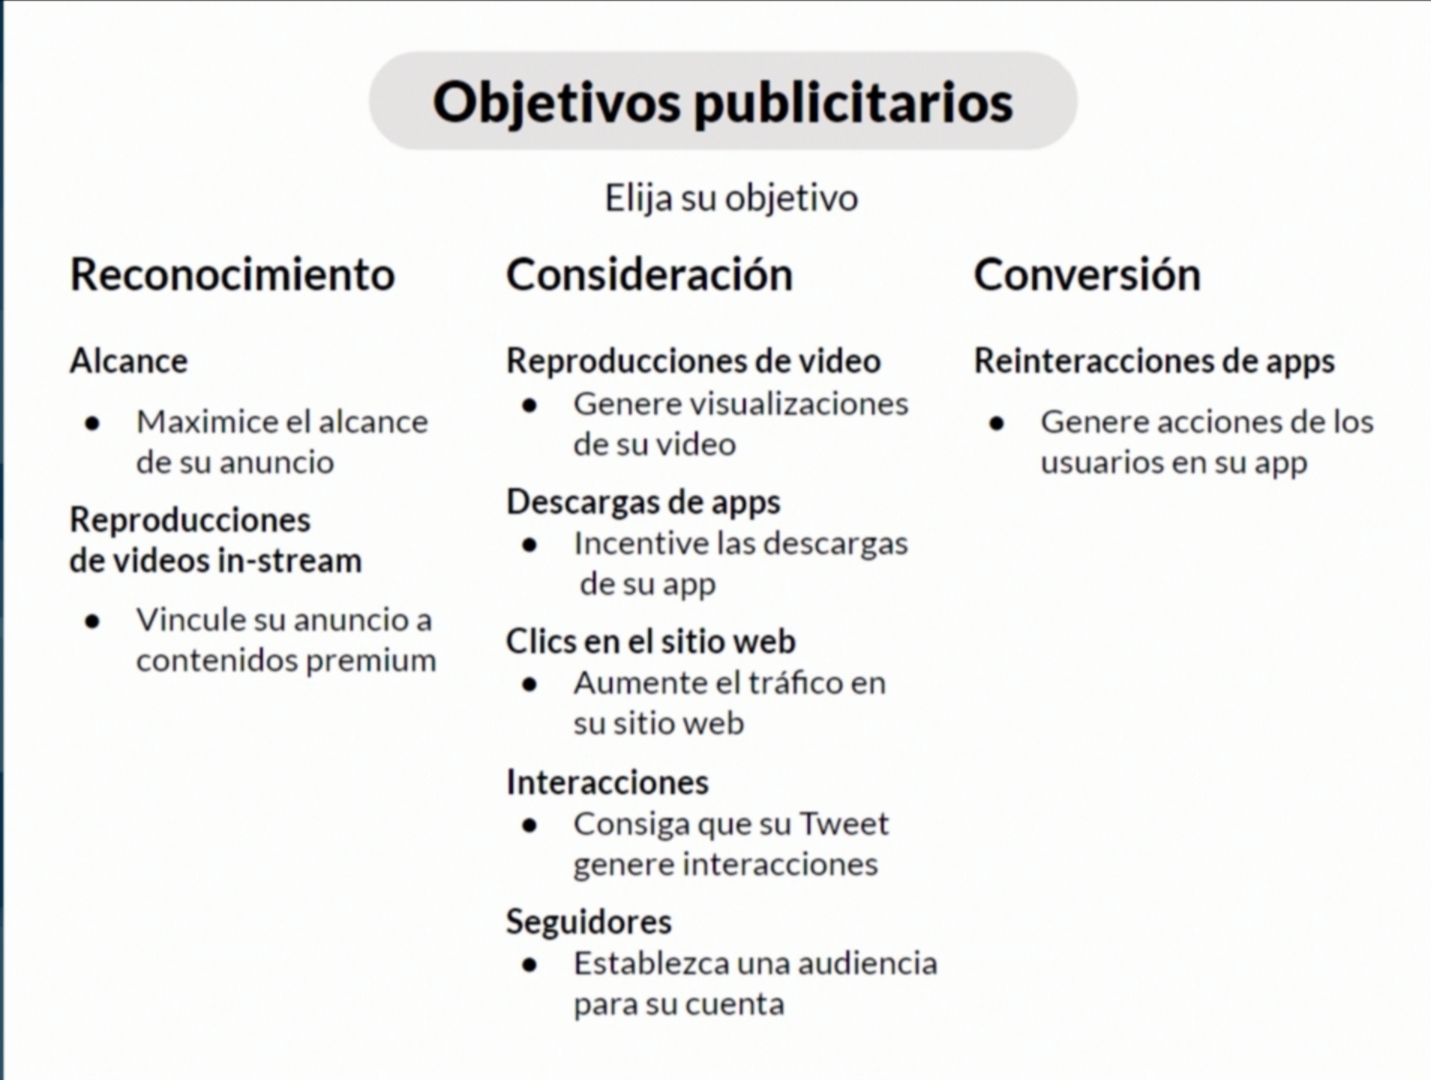 Objetivos publicitarios
Elija su objetivo
Reconocimiento
Alcance
● Maximice el alcance
de su anuncio
Reproducciones
de videos in-stream
● Vincule su anuncio a
contenidos premium
Consideración
Reproducciones de video
● Genere visualizaciones
de su video
Descargas de apps
● Incentive las descargas
de su app
Clics en el sitio web
● Aumente el tráfico en
su sitio web
Interacciones
● Consiga que su Tweet
genere interacciones
Seguidores
● Establezca una audiencia
para su cuenta
Conversión
Reinteracciones de apps
● Genere acciones de los
usuarios en su app